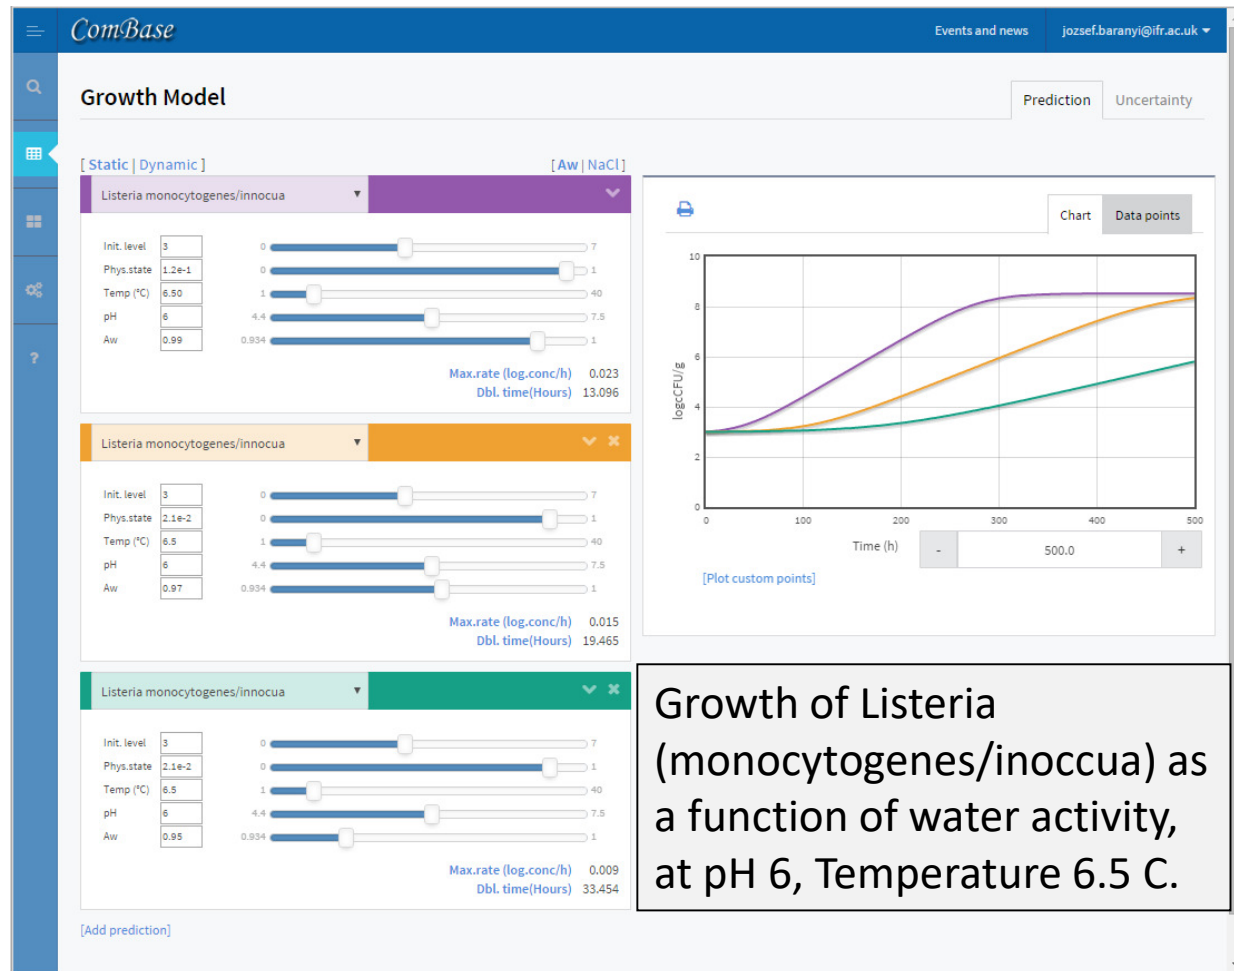 ComBase
Events and news
jozsef.baranyi@ifr.ac.uk
Growth Model
Prediction
Uncertainty
[ Static | Dynamic ]
[ Aw | NaCl ]
Listeria monocytogenes/innocua
Init. level 3 0 7
Phys.state 1.2e-1 0 1
Temp (°C) 6.50 1 40
pH 6 4.4 7.5
Aw 0.99 0.934 1
Max.rate (log.conc/h) 0.023
Dbl. time(Hours) 13.096
Listeria monocytogenes/innocua
Init. level 3 0 7
Phys.state 2.1e-2 0 1
Temp (°C) 6.5 1 40
pH 6 4.4 7.5
Aw 0.97 0.934 1
Max.rate (log.conc/h) 0.015
Dbl. time(Hours) 19.465
Listeria monocytogenes/innocua
Init. level 3 0 7
Phys.state 2.1e-2 0 1
Temp (°C) 6.5 1 40
pH 6 4.4 7.5
Aw 0.95 0.934 1
Max.rate (log.conc/h) 0.009
Dbl. time(Hours) 33.454
[Add prediction]
?
Chart
Data points
10
8
6
4
2
0
logcCFU/g
0 100 200 300 400 500
Time (h) - 500.0 +
[Plot custom points]
Growth of Listeria
(monocytogenes/inoccua) as
a function of water activity,
at pH 6, Temperature 6.5 C.